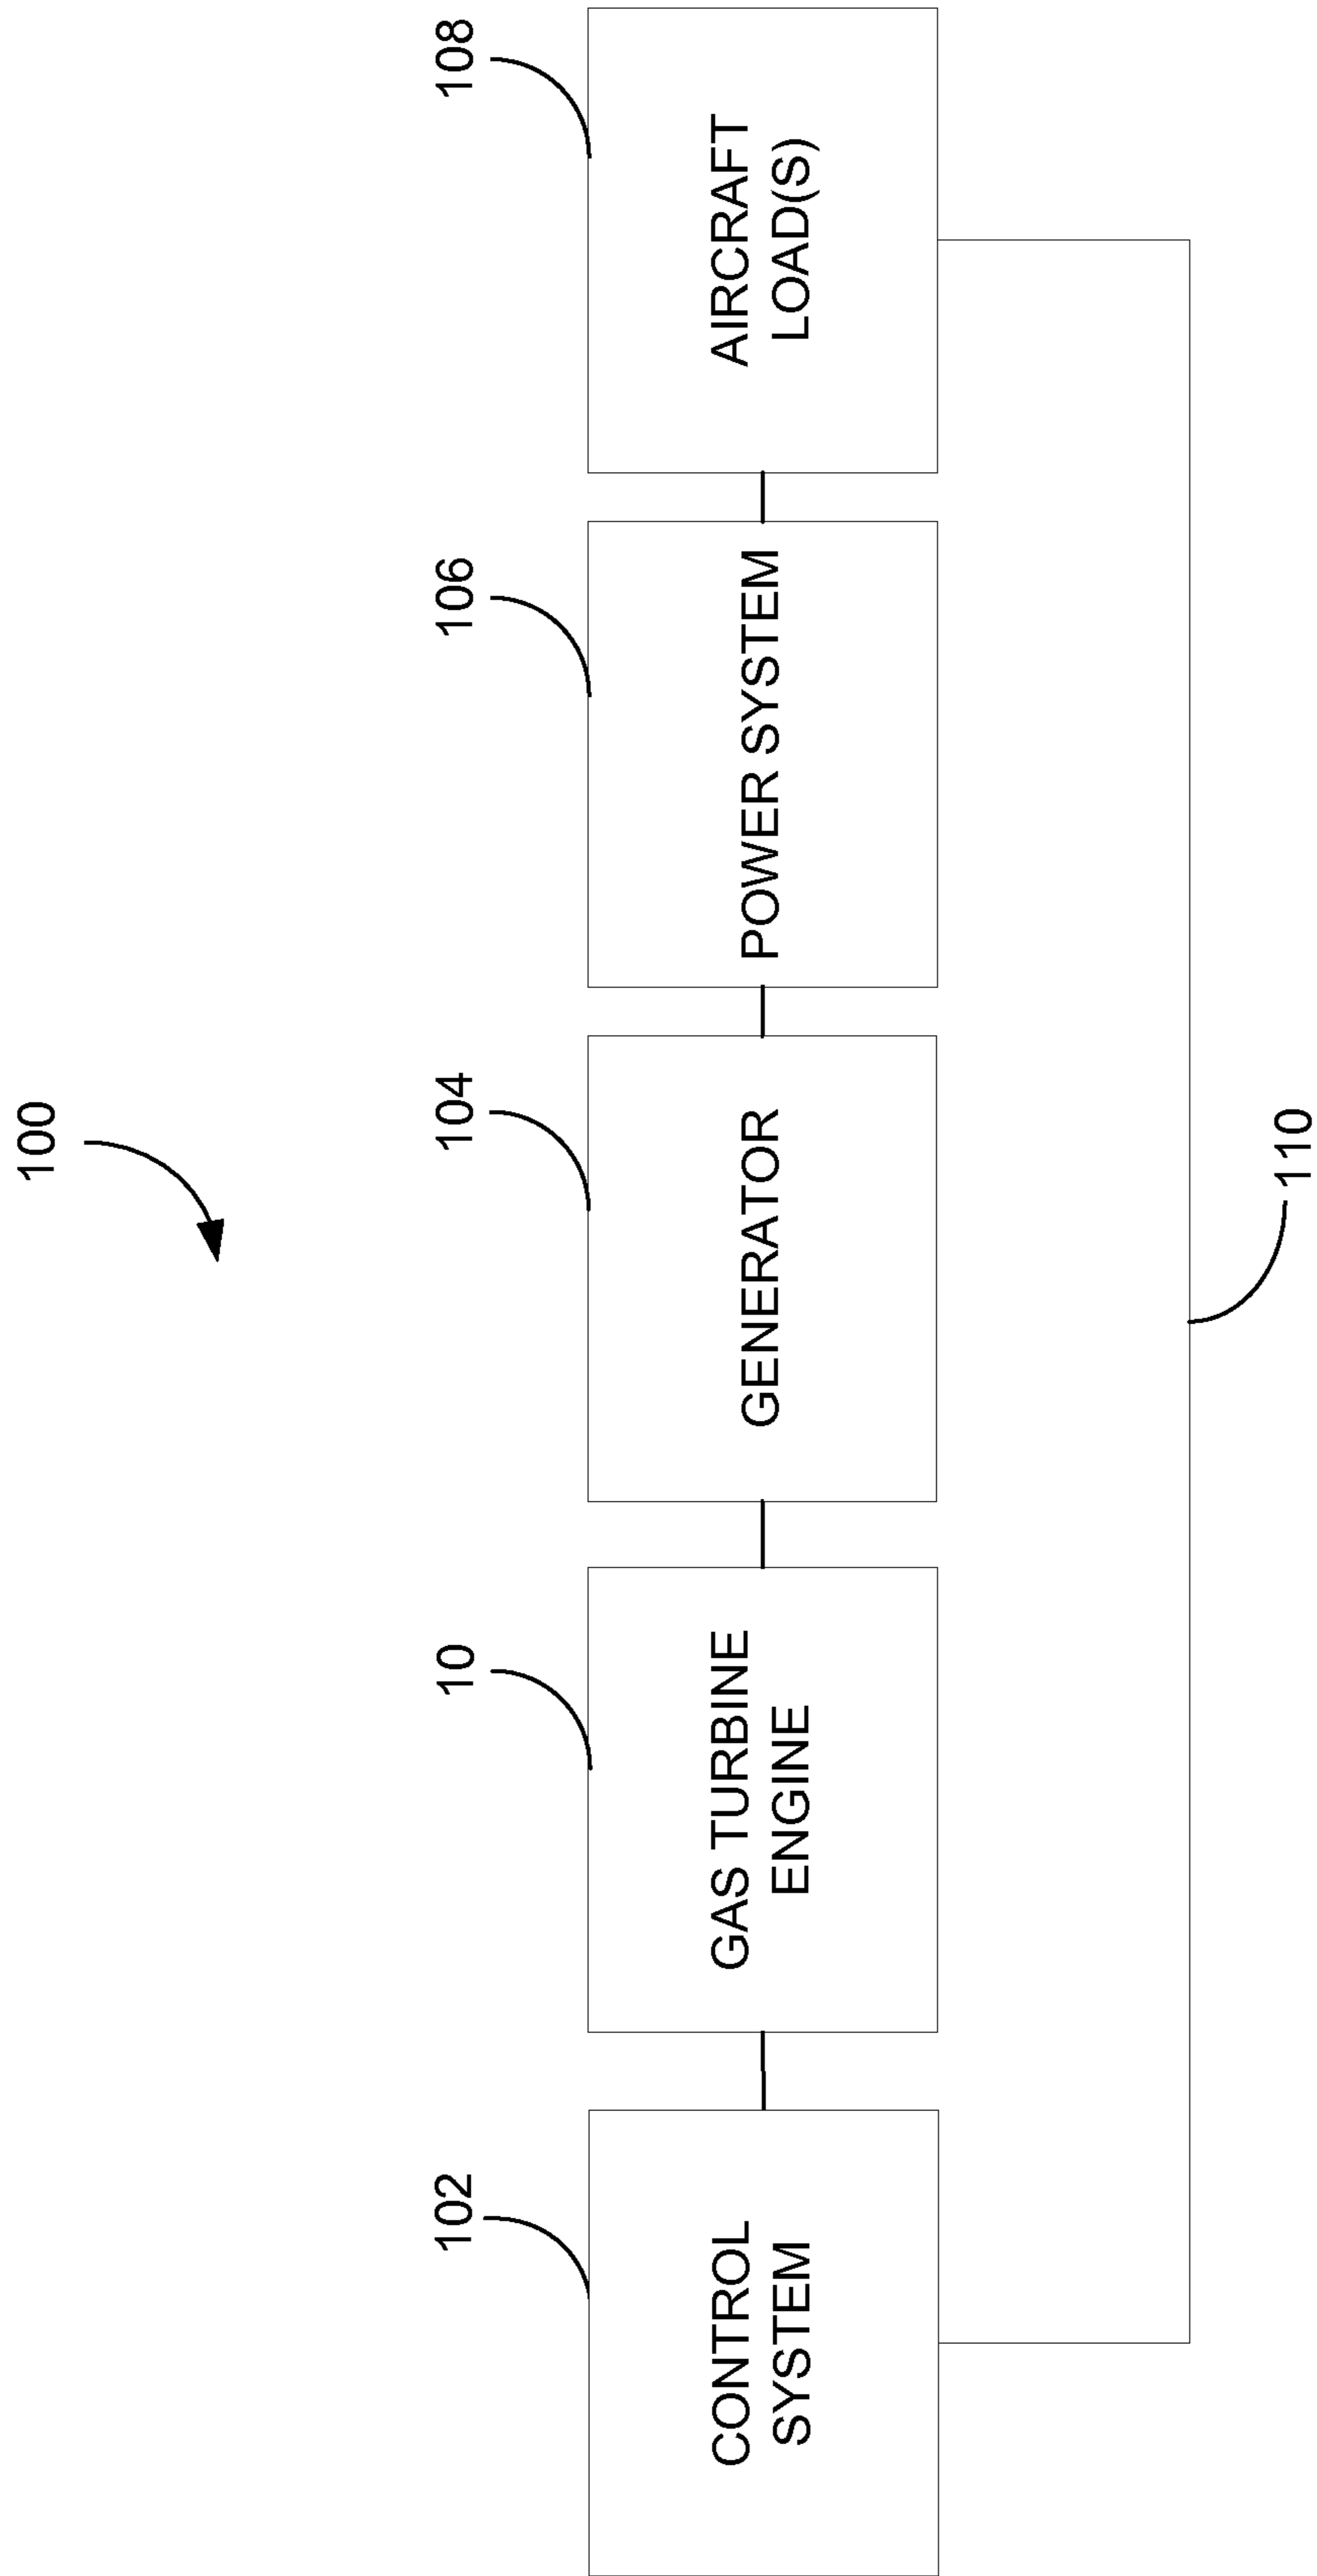 100
102
10
104
106
108
CONTROL
SYSTEM
GAS TURBINE
ENGINE
GENERATOR
POWER SYSTEM
AIRCRAFT
LOAD(S)
110